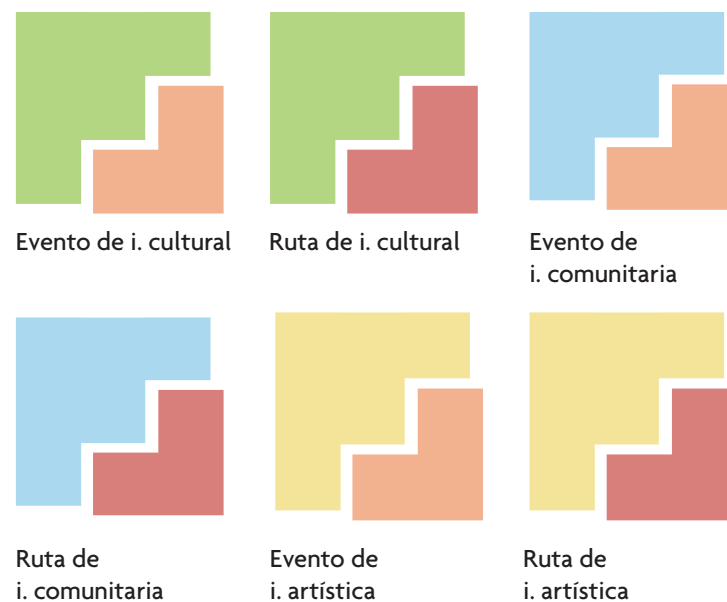 Evento de i. cultural
Ruta de i. cultural
Evento de
i. comunitaria
Ruta de
i. comunitaria
Evento de
i. artística
Ruta de
i. artística